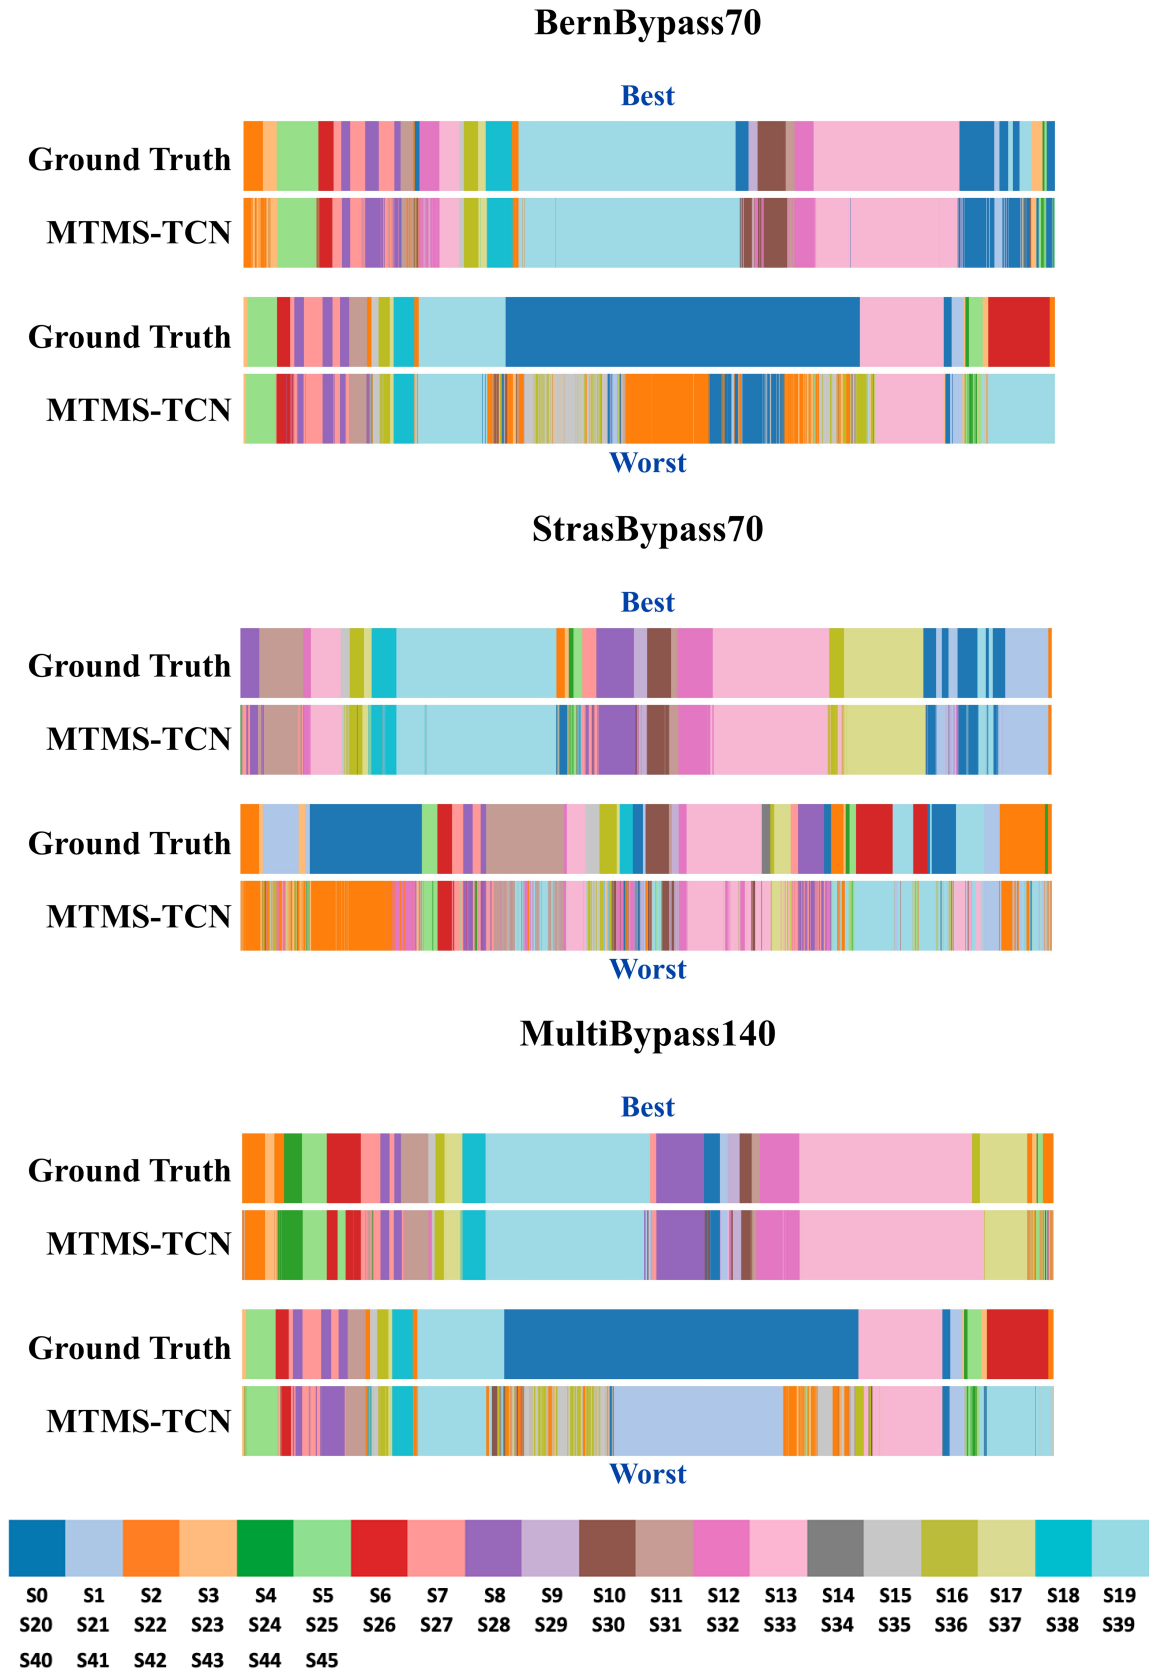 BernBypass70
Best
Ground Truth
MTMS-TCN
Ground Truth
MTMS-TCN
Worst
StrasBypass70
Best
Ground Truth
MTMS-TCN
Ground Truth
MTMS-TCN
Worst
MultiBypass140
Best
Ground Truth
MTMS-TCN
Ground Truth
MTMS-TCN
Worst
S0 S1 S2 S3 S4 S5 S6 S7 S8 S9 S10 S11 S12 S13 S14 S15 S16 S17 S18 S19
S20 S21 S22 S23 S24 S25 S26 S27 S28 S29 S30 S31 S32 S33 S34 S35 S36 S37 S38 S39
S40 S41 S42 S43 S44 S45